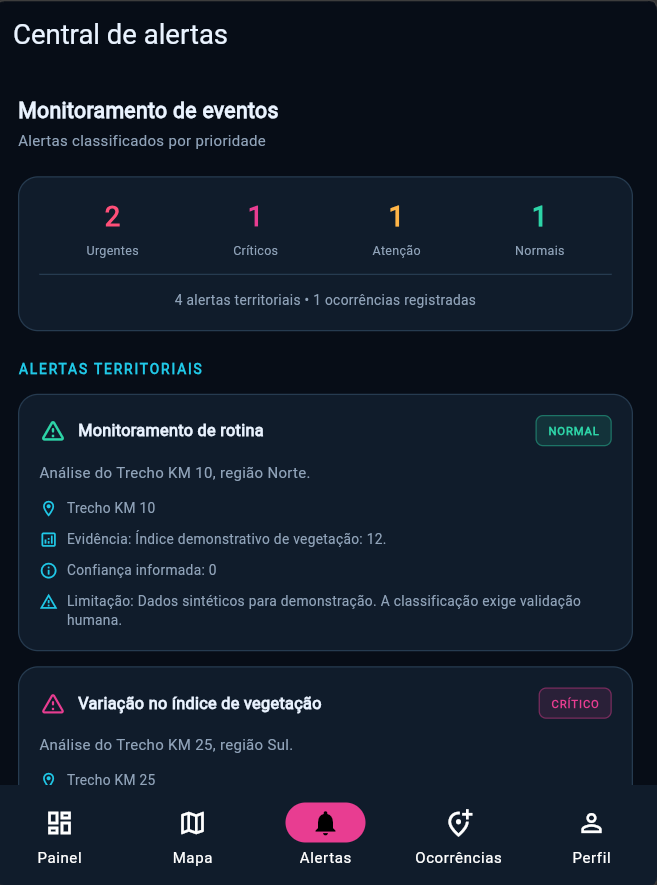 Central de alertas
Monitoramento de eventos
Alertas classificados por prioridade
2 1 1 1
Urgentes Críticos Atenção Normais
4 alertas territoriais • 1 ocorrências registradas
ALERTAS TERRITORIAIS
Monitoramento de rotina NORMAL
Análise do Trecho KM 10, região Norte.
Trecho KM 10
Evidência: Índice demonstrativo de vegetação: 12.
Confiança informada: 0
Limitação: Dados sintéticos para demonstração. A classificação exige validação
humana.
Variação no índice de vegetação CRÍTICO
Análise do Trecho KM 25, região Sul.
Trecho KM 25
Painel Mapa Alertas Ocorrências Perfil